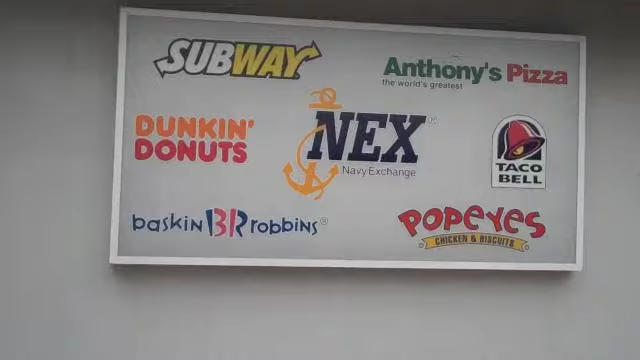 SUBWAY
Anthony's Pizza
the world's greatest
DUNKIN'
DONUTS
NEX®
Navy Exchange
TACO
BELL
baskin BR robbins®
POPEYES
CHICKEN & BISCUITS